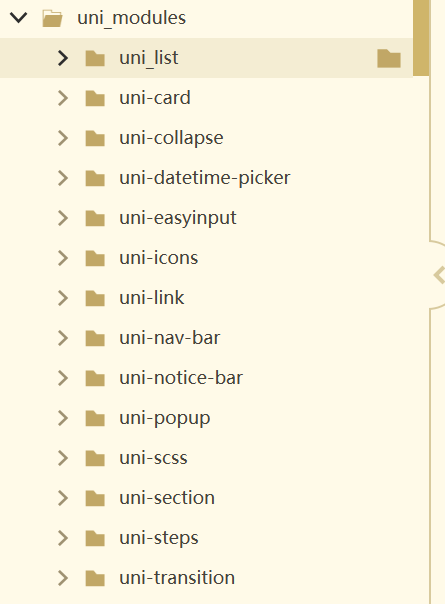 uni_modules
uni_list
uni-card
uni-collapse
uni-datetime-picker
uni-easyinput
uni-icons
uni-link
uni-nav-bar
uni-notice-bar
uni-popup
uni-scss
uni-section
uni-steps
uni-transition